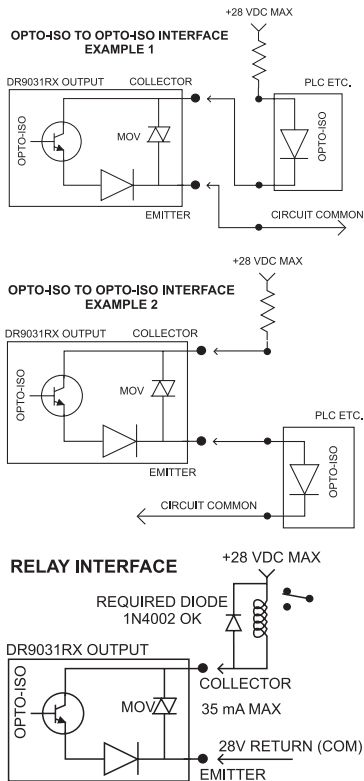 +28 VDC MAX
OPTO-ISO TO OPTO-ISO INTERFACE
EXAMPLE 1
DR9031RX OUTPUT
COLLECTOR
PLC ETC.
OPTO-ISO
MOV
OPTO-ISO
EMITTER
CIRCUIT COMMON
+28 VDC MAX
OPTO-ISO TO OPTO-ISO INTERFACE
EXAMPLE 2
DR9031RX OUTPUT
COLLECTOR
OPTO-ISO
MOV
PLC ETC.
EMITTER
OPTO-ISO
CIRCUIT COMMON
+28 VDC MAX
RELAY INTERFACE
REQUIRED DIODE
1N4002 OK
DR9031RX OUTPUT
COLLECTOR
OPTO-ISO
MOV
35 mA MAX
28V RETURN (COM)
EMITTER